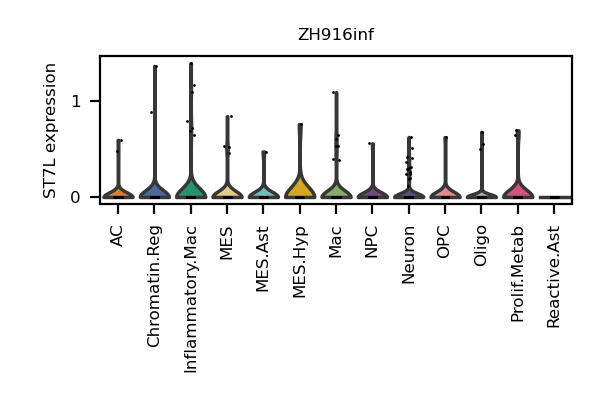 ZH916inf
ST7L expression
1
0
AC
Chromatin.Reg
Inflammatory.Mac
MES
MES.Ast
MES.Hyp
Mac
NPC
Neuron
OPC
Oligo
Prolif.Metab
Reactive.Ast